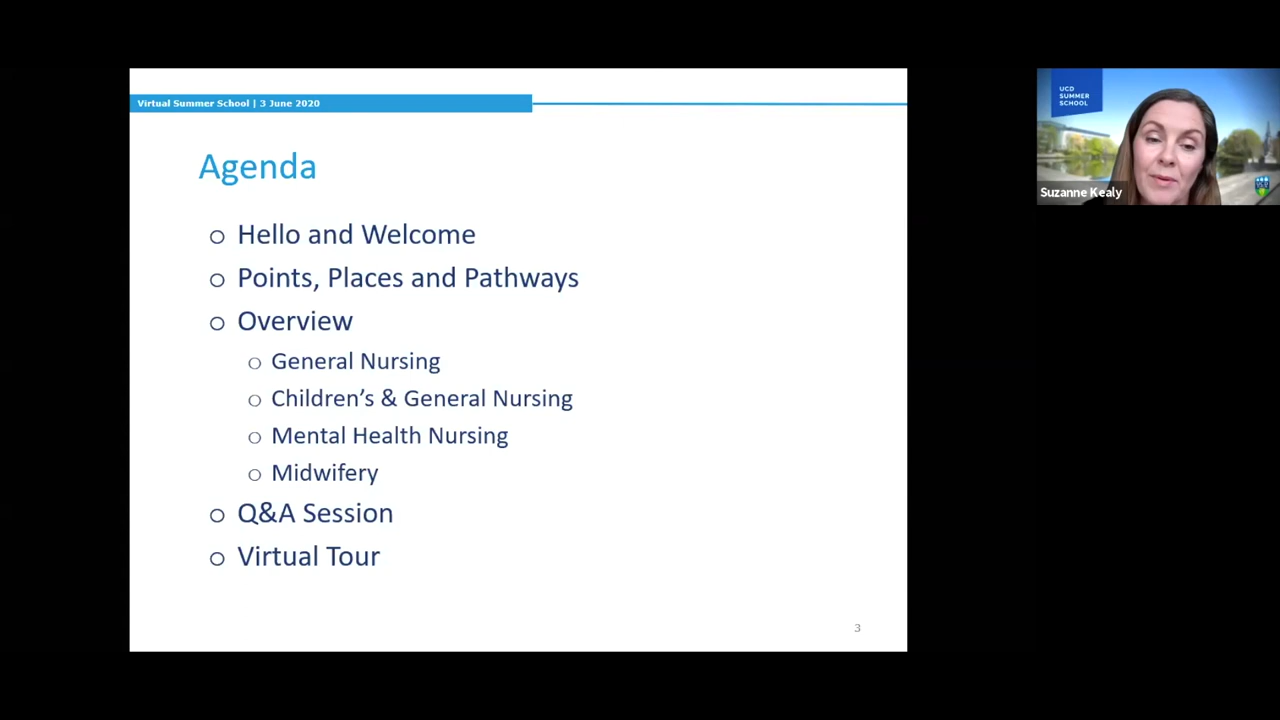 Virtual Summer School | 3 June 2020
Agenda
Hello and Welcome
Points, Places and Pathways
Overview
General Nursing
Children's & General Nursing
Mental Health Nursing
Midwifery
Q&A Session
Virtual Tour
3
UCD
SUMMER
SCHOOL
Suzanne Kealy